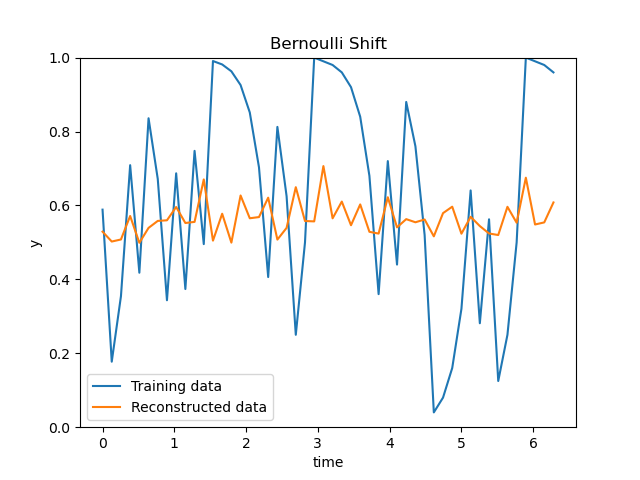 Bernoulli Shift
1.0
0.8
0.6
0.4
0.2
0.0
y
Training data
Reconstructed data
0 1 2 3 4 5 6
time